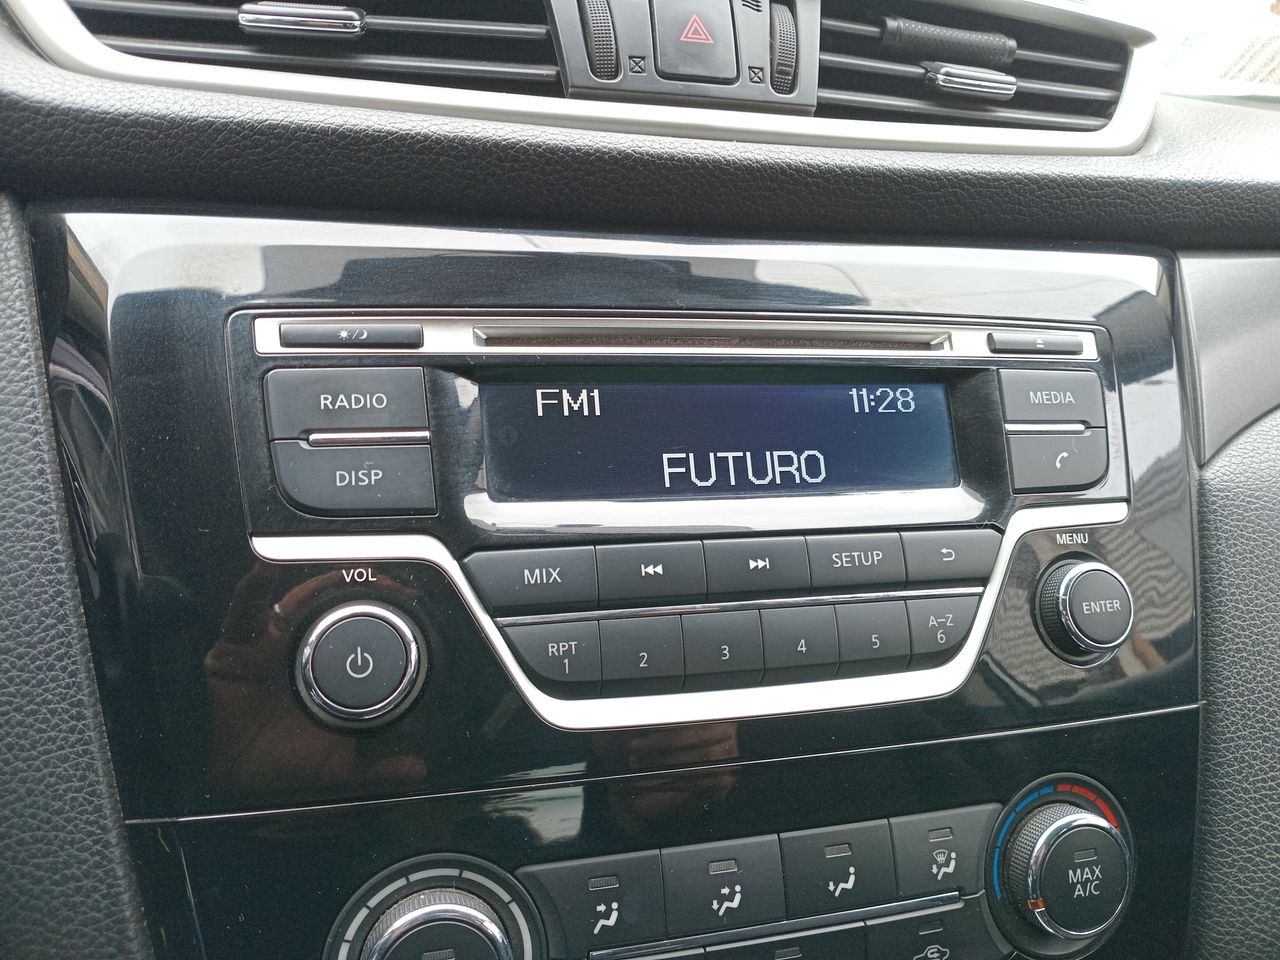 FM1 11:28
FUTURO
RADIO
MEDIA
DISP
VOL
MIX
SETUP
MENU
ENTER
RPT
1 2 3 4 5
A-Z
6
MAX
A/C